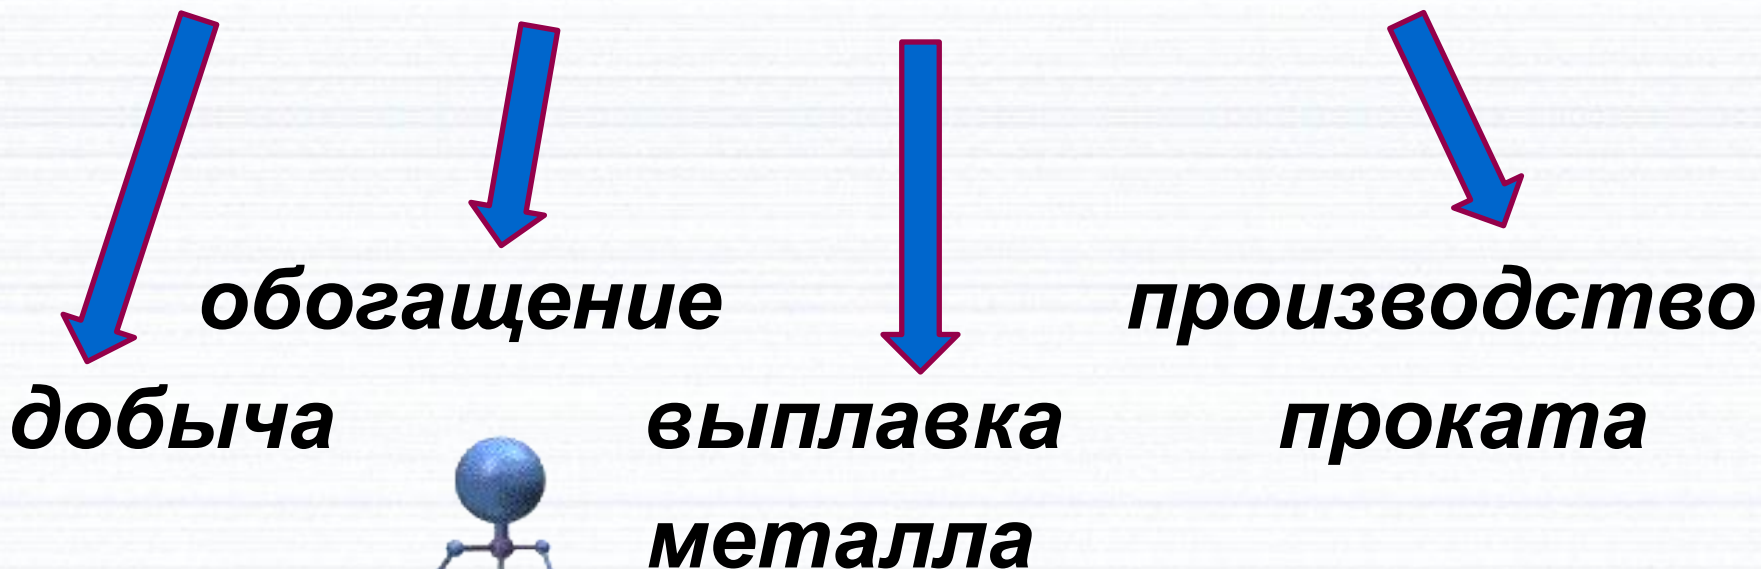 обогащение
производство
добыча
выплавка
проката
металла